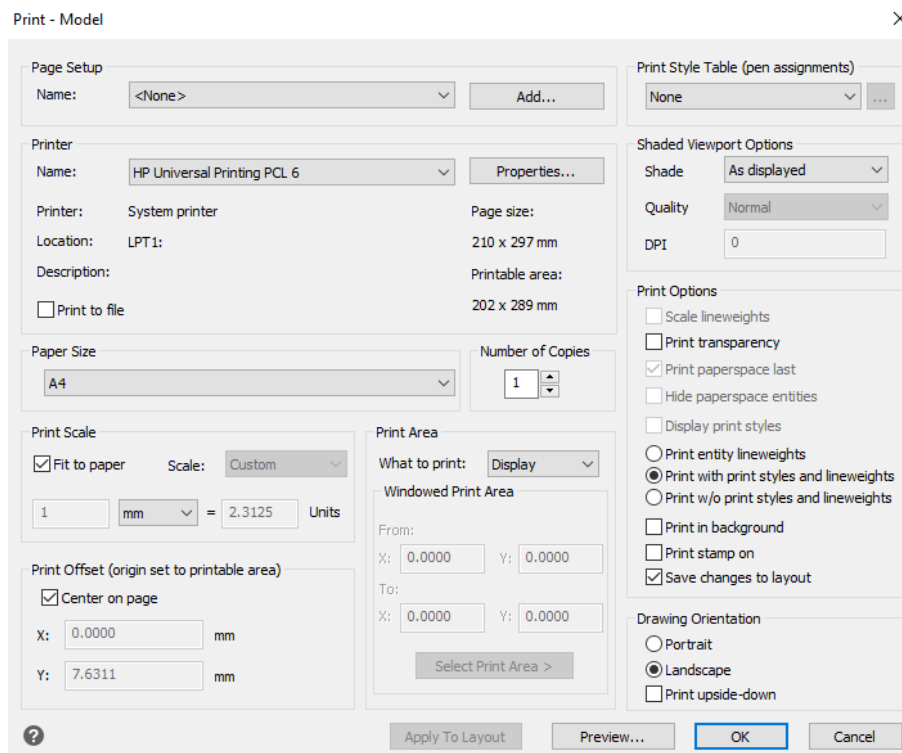 Print - Model
Page Setup
Name: <None> Add...
Printer
Name: HP Universal Printing PCL 6 Properties...
Printer: System printer Page size:
Location: LPT1: 210 x 297 mm
Description: Printable area:
Print to file 202 x 289 mm
Paper Size
A4
Number of Copies
1
Print Scale
Fit to paper Scale: Custom
1 mm = 2.3125 Units
Print Offset (origin set to printable area)
Center on page
X: 0.0000 mm
Y: 7.6311 mm
Print Area
What to print: Display
Windowed Print Area
From:
X: 0.0000 Y: 0.0000
To:
X: 0.0000 Y: 0.0000
Select Print Area >
Print Style Table (pen assignments)
None ...
Shaded Viewport Options
Shade As displayed
Quality Normal
DPI 0
Print Options
Scale lineweights
Print transparency
Print paperspace last
Hide paperspace entities
Display print styles
Print entity lineweights
Print with print styles and lineweights
Print w/o print styles and lineweights
Print in background
Print stamp on
Save changes to layout
Drawing Orientation
Portrait
Landscape
Print upside-down
? Apply To Layout Preview... OK Cancel